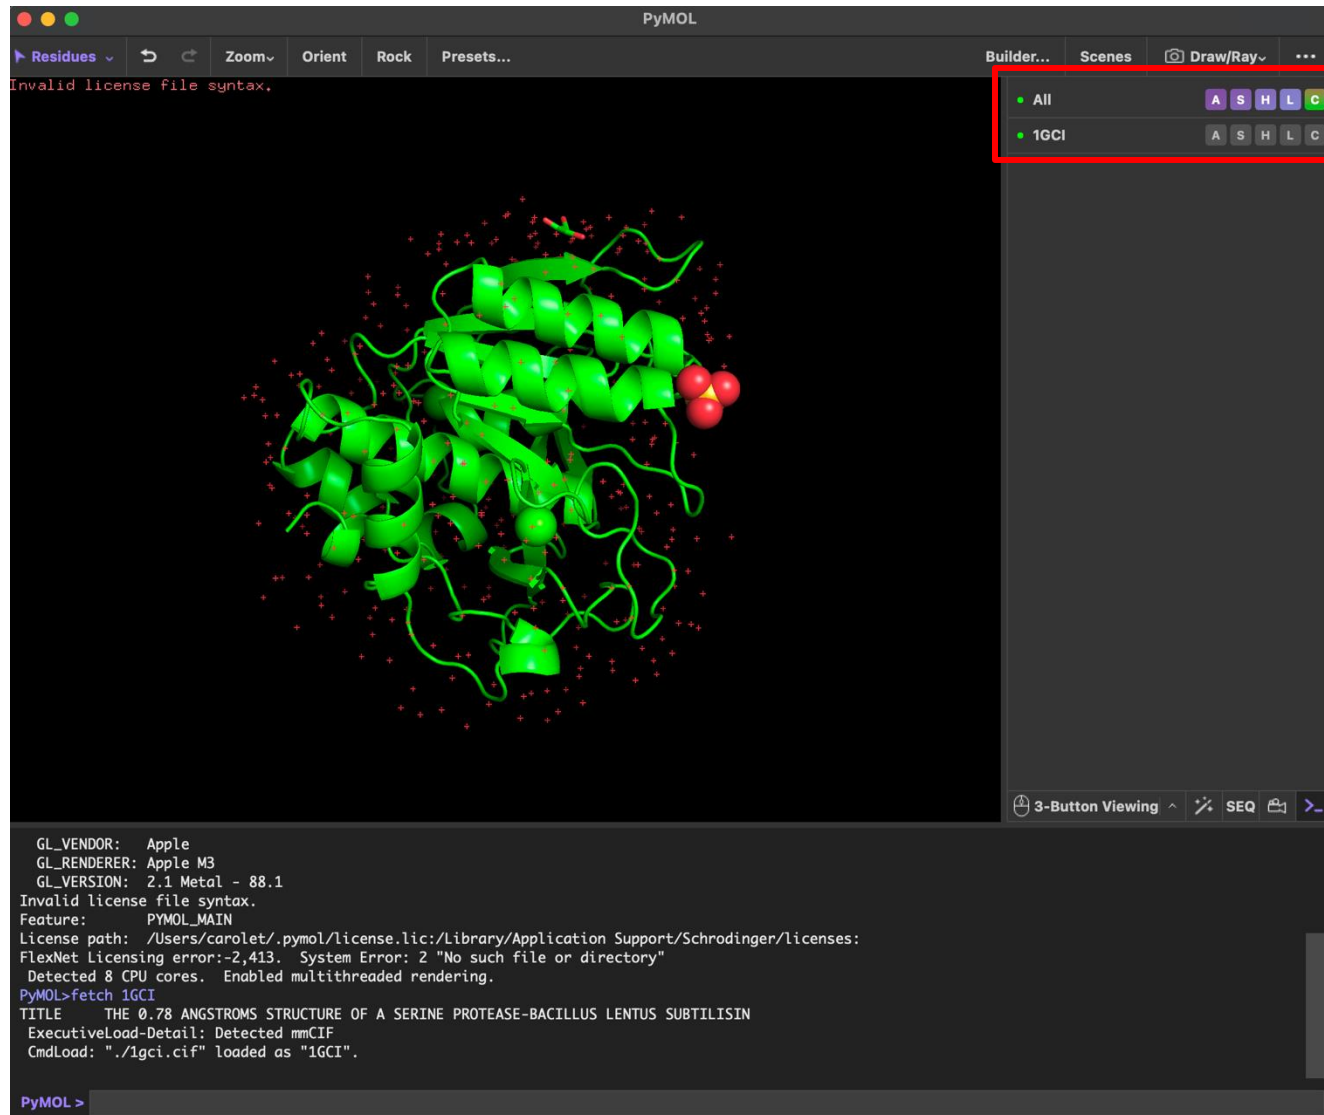 PyMOL
Residues Zoom Orient Rock Presets... Builder... Scenes Draw/Ray ...
Invalid license file syntax.
All A S H L C
1GCI A S H L C
3-Button Viewing SEQ >_
GL_VENDOR: Apple
GL_RENDERER: Apple M3
GL_VERSION: 2.1 Metal - 88.1
Invalid license file syntax.
Feature: PYMOL_MAIN
License path: /Users/carolet/.pymol/license.lic:/Library/Application Support/Schrodinger/licenses:
FlexNet Licensing error:-2,413. System Error: 2 "No such file or directory"
Detected 8 CPU cores. Enabled multithreaded rendering.
PyMOL>fetch 1GCI
TITLE THE 0.78 ANGSTROMS STRUCTURE OF A SERINE PROTEASE-BACILLUS LENTUS SUBTILISIN
ExecutiveLoad-Detail: Detected mmCIF
CmdLoad: "./1gci.cif" loaded as "1GCI".
PyMOL >